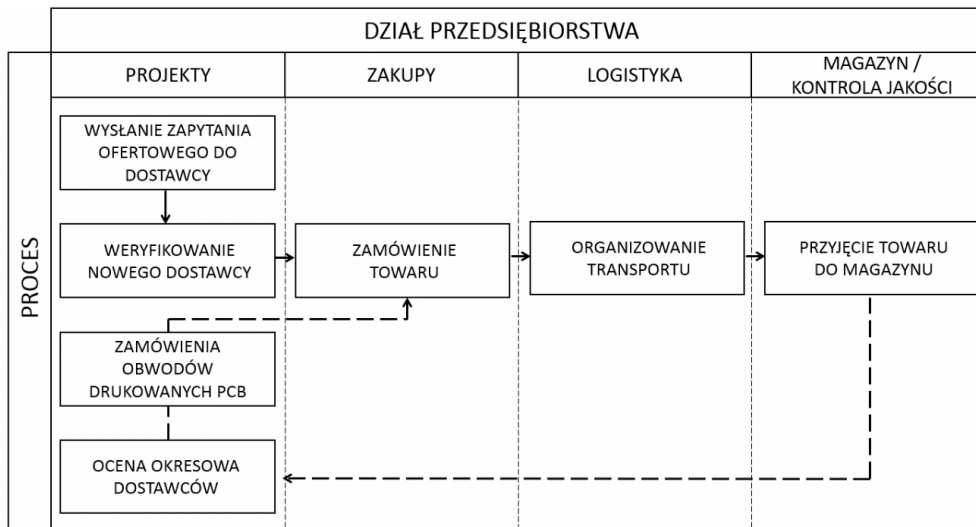 DZIAŁ PRZEDSIĘBIORSTWA
PROJEKTY
ZAKUPY
LOGISTYKA
MAGAZYN /
KONTROLA JAKOŚCI
PROCES
WYSŁANIE ZAPYTANIA
OFERTOWEGO DO
DOSTAWCY
WERYFIKOWANIE
NOWEGO DOSTAWCY
ZAMÓWIENIE
TOWARU
ORGANIZOWANIE
TRANSPORTU
PRZYJĘCIE TOWARU
DO MAGAZYNU
ZAMÓWIENIA
OBWODÓW
DRUKOWANYCH PCB
OCENA OKRESOWA
DOSTAWCÓW